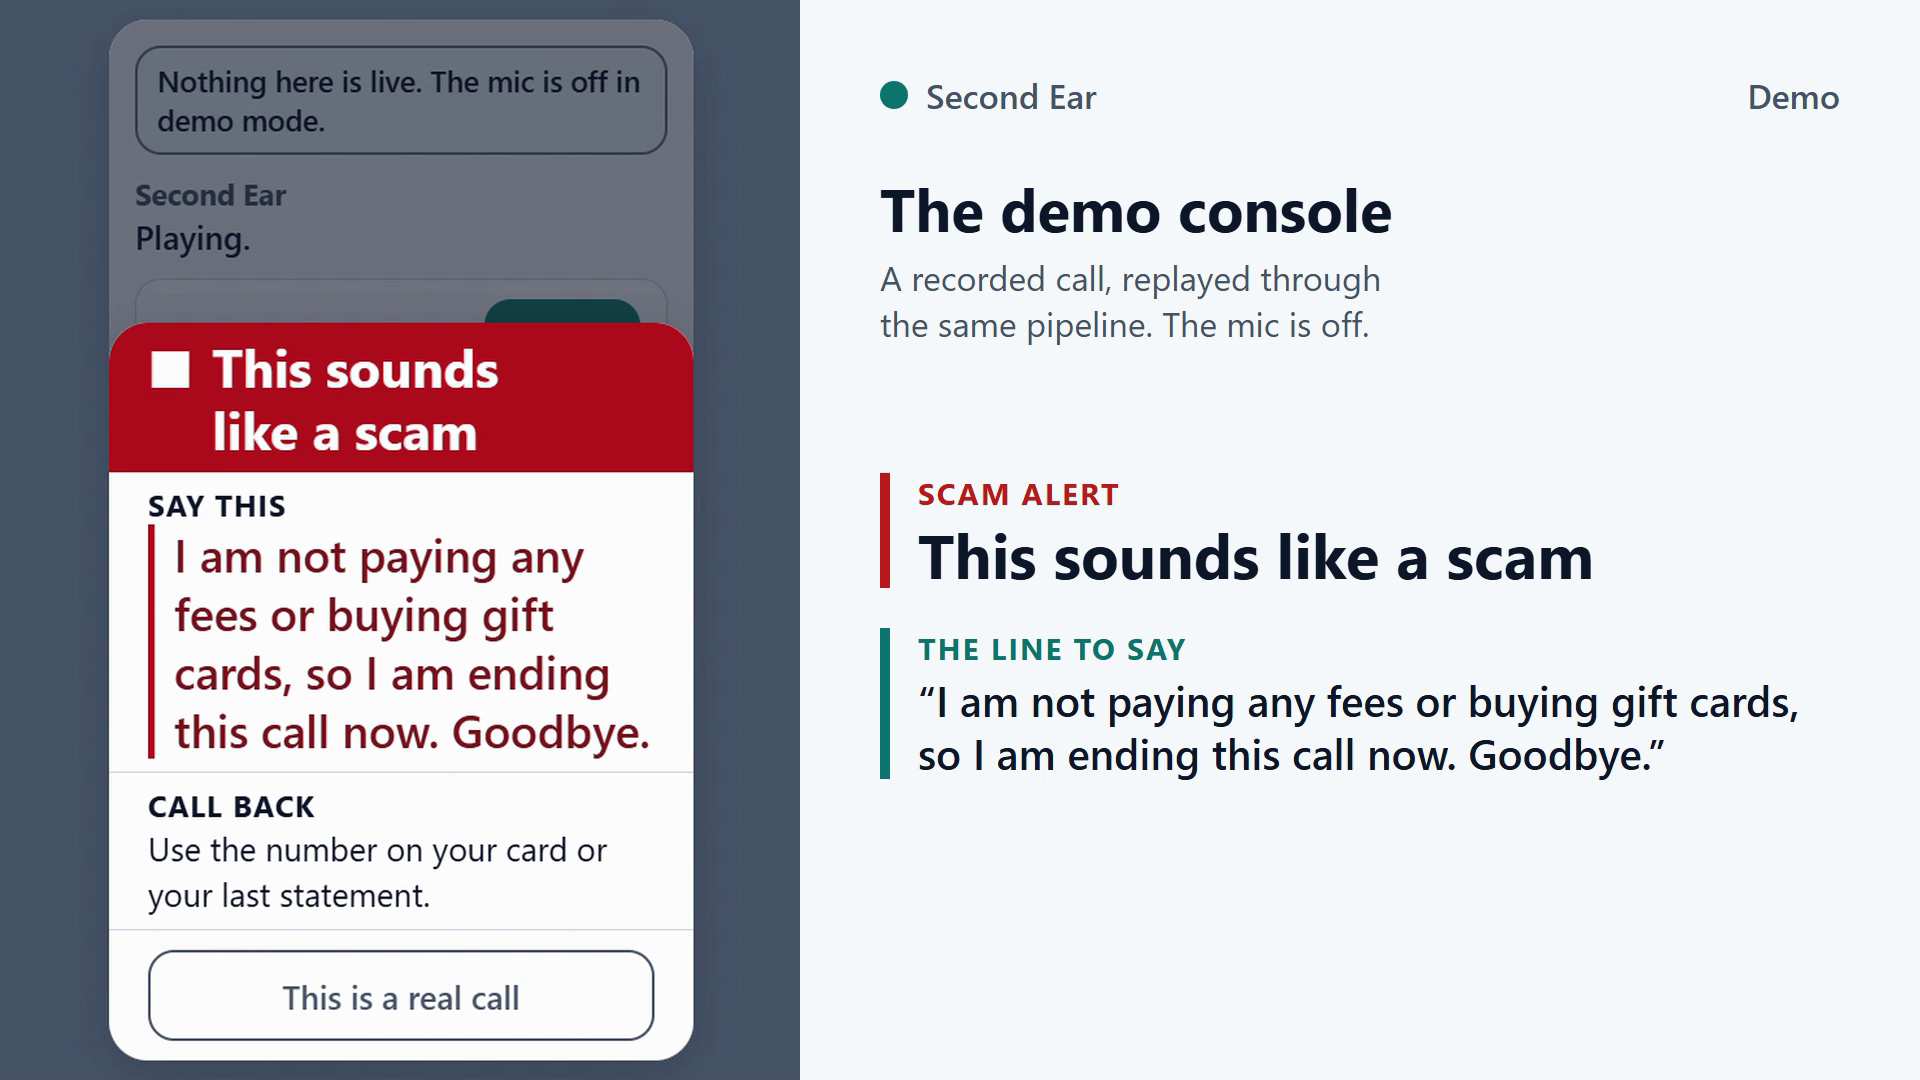 Nothing here is live. The mic is off in
demo mode.
Second Ear
Playing.
This sounds
like a scam
SAY THIS
I am not paying any
fees or buying gift
cards, so I am ending
this call now. Goodbye.
CALL BACK
Use the number on your card or
your last statement.
This is a real call
Second Ear
Demo
The demo console
A recorded call, replayed through
the same pipeline. The mic is off.
SCAM ALERT
This sounds like a scam
THE LINE TO SAY
“I am not paying any fees or buying gift cards,
so I am ending this call now. Goodbye.”